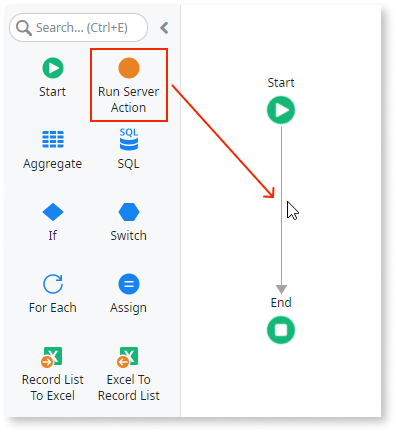 Search... (Ctrl+E)
Start
Run Server
Action
Aggregate
SQL
SQL
If
Switch
For Each
Assign
Record List
To Excel
Excel To
Record List
Start
End